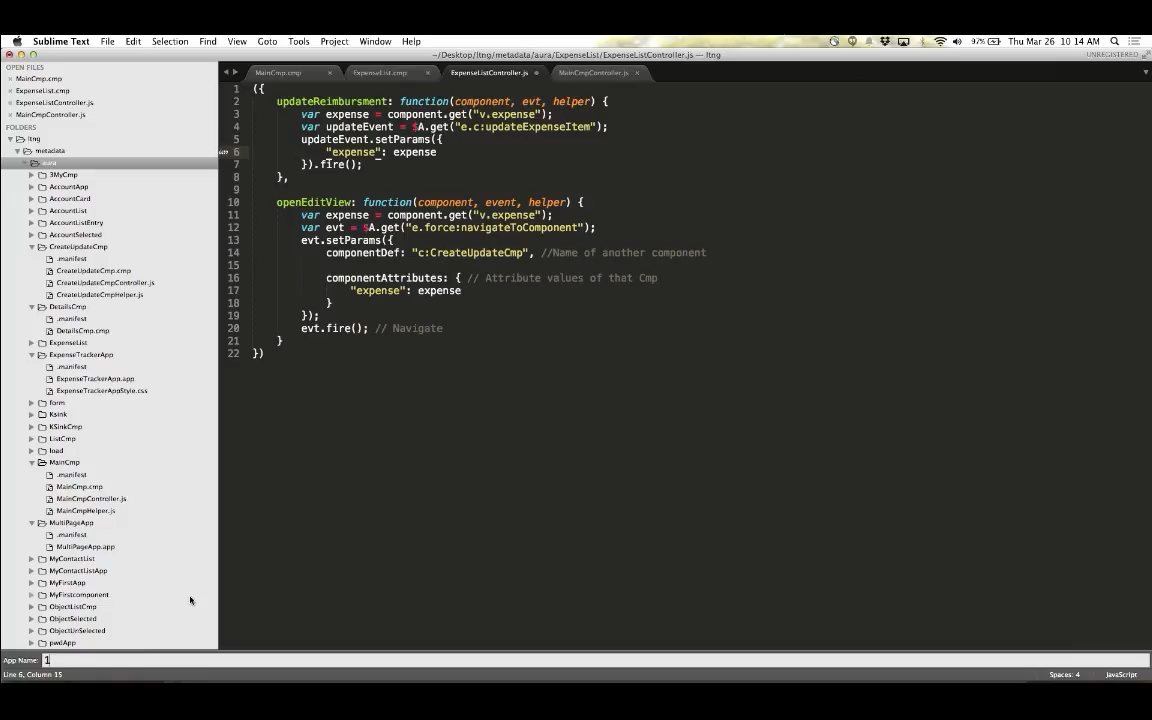 Sublime Text File Edit Selection Find View Goto Tools Project Window Help 97% Thu Mar 26 10:14 AM
~/Desktop/ltng/metadata/aura/ExpenseList/ExpenseListController.js — ltng
UNREGISTERED
OPEN FILES
MainCmp.cmp
ExpenseList.cmp
ExpenseListController.js
MainCmpController.js
FOLDERS
ltng
metadata
aura
3MyCmp
AccountApp
AccountCard
AccountList
AccountListEntry
AccountSelected
CreateUpdateCmp
.manifest
CreateUpdateCmp.cmp
CreateUpdateCmpController.js
CreateUpdateCmpHelper.js
DetailsCmp
.manifest
DetailsCmp.cmp
ExpenseList
ExpenseTrackerApp
.manifest
ExpenseTrackerApp.app
ExpenseTrackerAppStyle.css
form
Ksink
KSinkCmp
ListCmp
load
MainCmp
.manifest
MainCmp.cmp
MainCmpController.js
MainCmpHelper.js
MultiPageApp
.manifest
MultiPageApp.app
MyContactList
MyContactListApp
MyFirstApp
MyFirstcomponent
ObjectListCmp
ObjectSelected
ObjectUnSelected
pwdApp
MainCmp.cmp ExpenseList.cmp ExpenseListController.js MainCmpController.js
1 ({
2 updateReimbursment: function(component, evt, helper) {
3 var expense = component.get("v.expense");
4 var updateEvent = $A.get("e.c:updateExpenseItem");
5 updateEvent.setParams({
6 "expense": expense
7 }).fire();
8 },
9
10 openEditView: function(component, event, helper) {
11 var expense = component.get("v.expense");
12 var evt = $A.get("e.force:navigateToComponent");
13 evt.setParams({
14 componentDef: "c:CreateUpdateCmp", //Name of another component
15
16 componentAttributes: { // Attribute values of that Cmp
17 "expense": expense
18 }
19 });
20 evt.fire(); // Navigate
21 }
22 })
App Name: 1
Line 6, Column 15 Spaces: 4 JavaScript